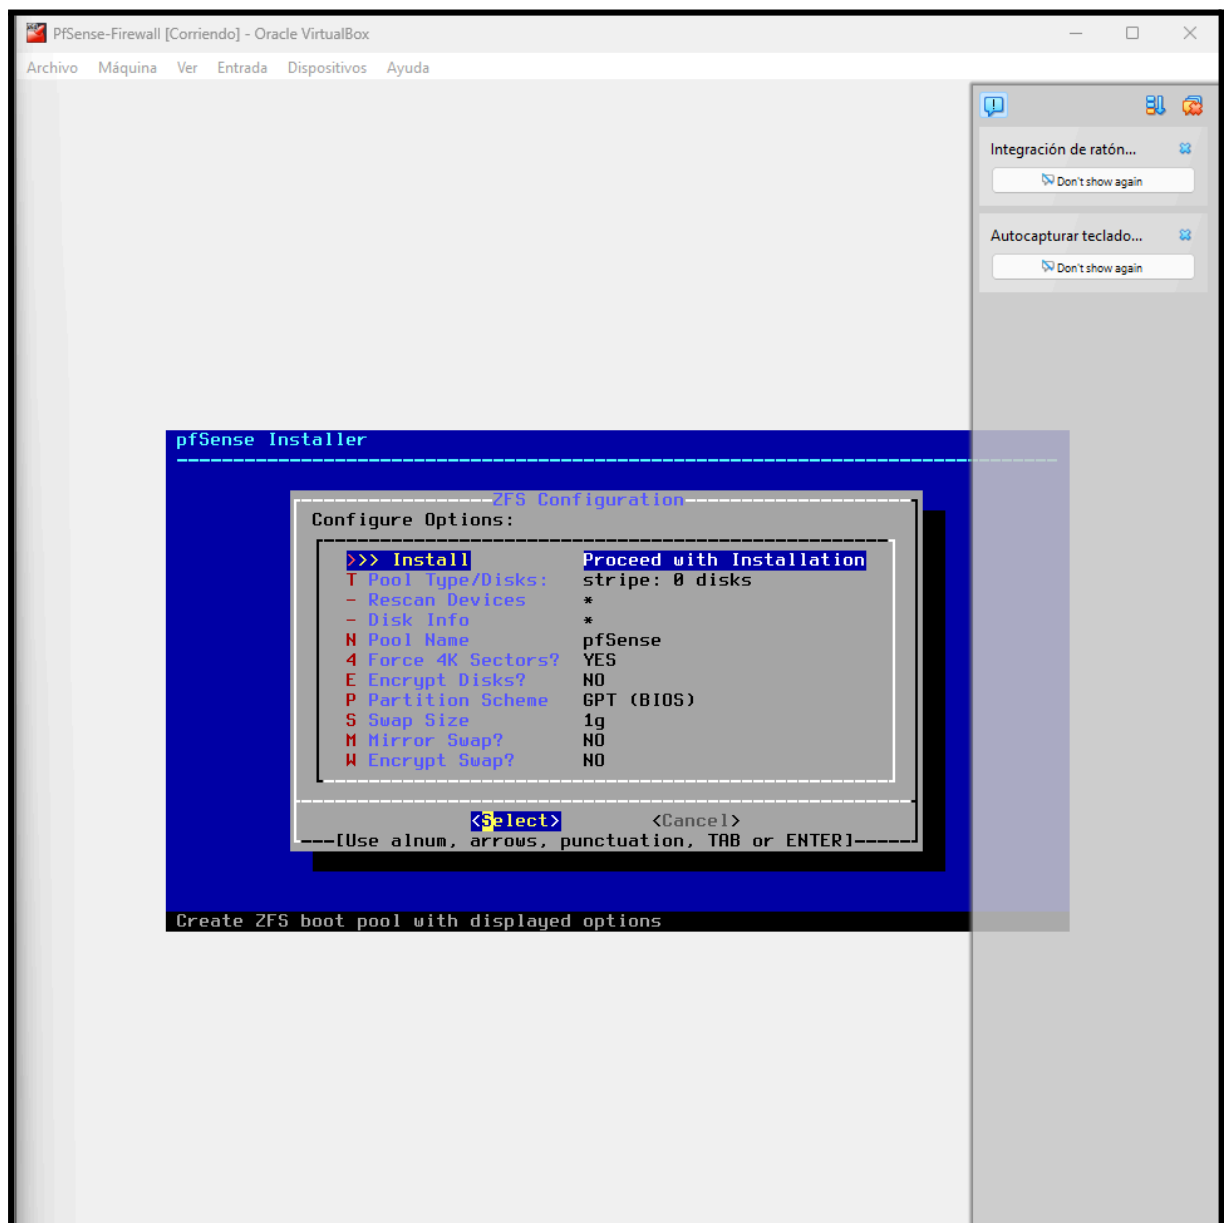 PfSense-Firewall [Corriendo] - Oracle VirtualBox
Archivo Máquina Ver Entrada Dispositivos Ayuda
Integración de ratón...
Don't show again
Autocapturar teclado...
Don't show again
pfSense Installer
ZFS Configuration
Configure Options:
>>> Install Proceed with Installation
T Pool Type/Disks: stripe: 0 disks
- Rescan Devices *
- Disk Info *
N Pool Name pfSense
4 Force 4K Sectors? YES
E Encrypt Disks? NO
P Partition Scheme GPT (BIOS)
S Swap Size 1g
M Mirror Swap? NO
W Encrypt Swap? NO
<Select> <Cancel>
[Use alnum, arrows, punctuation, TAB or ENTER]
Create ZFS boot pool with displayed options